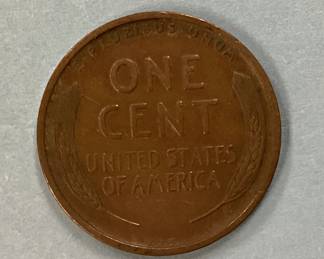 E PLURIBUS UNUM
ONE
CENT
UNITED STATES
OF AMERICA